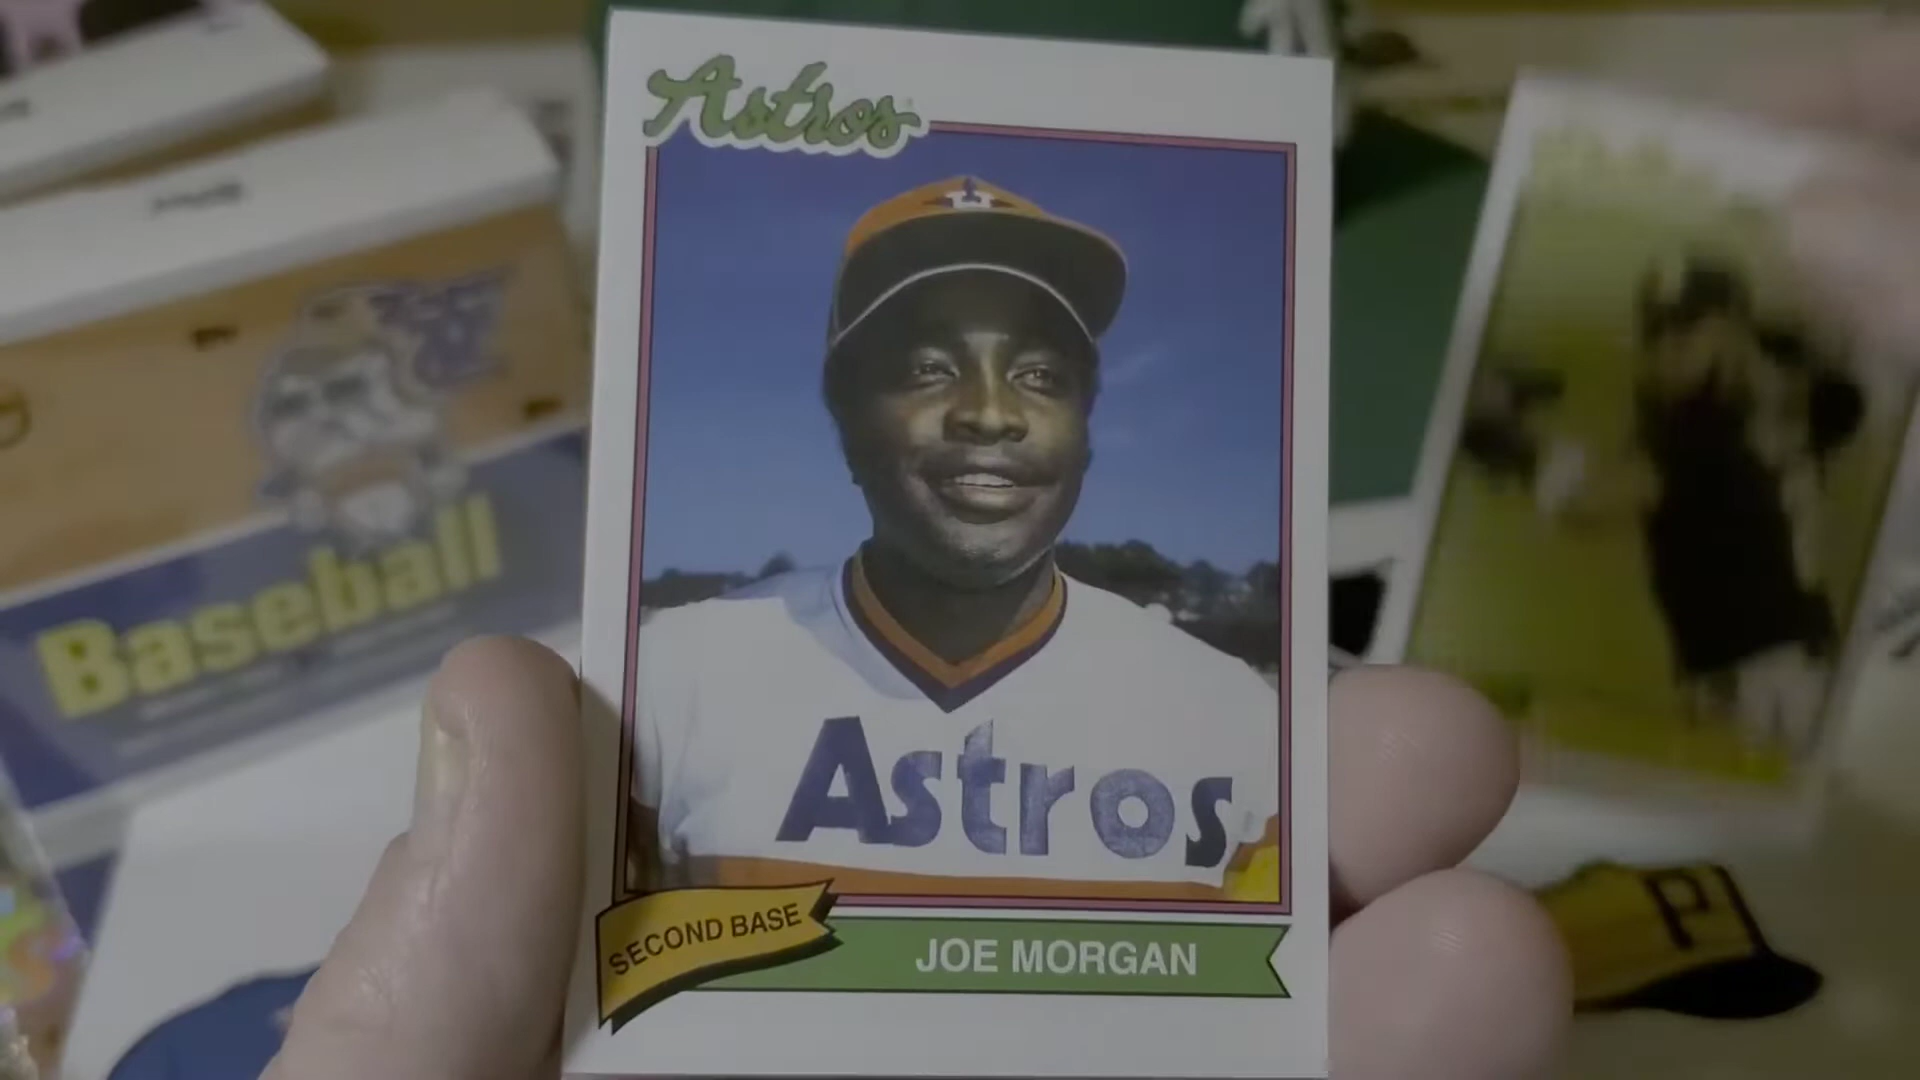 Astros
Astros
SECOND BASE
JOE MORGAN
Baseball
P